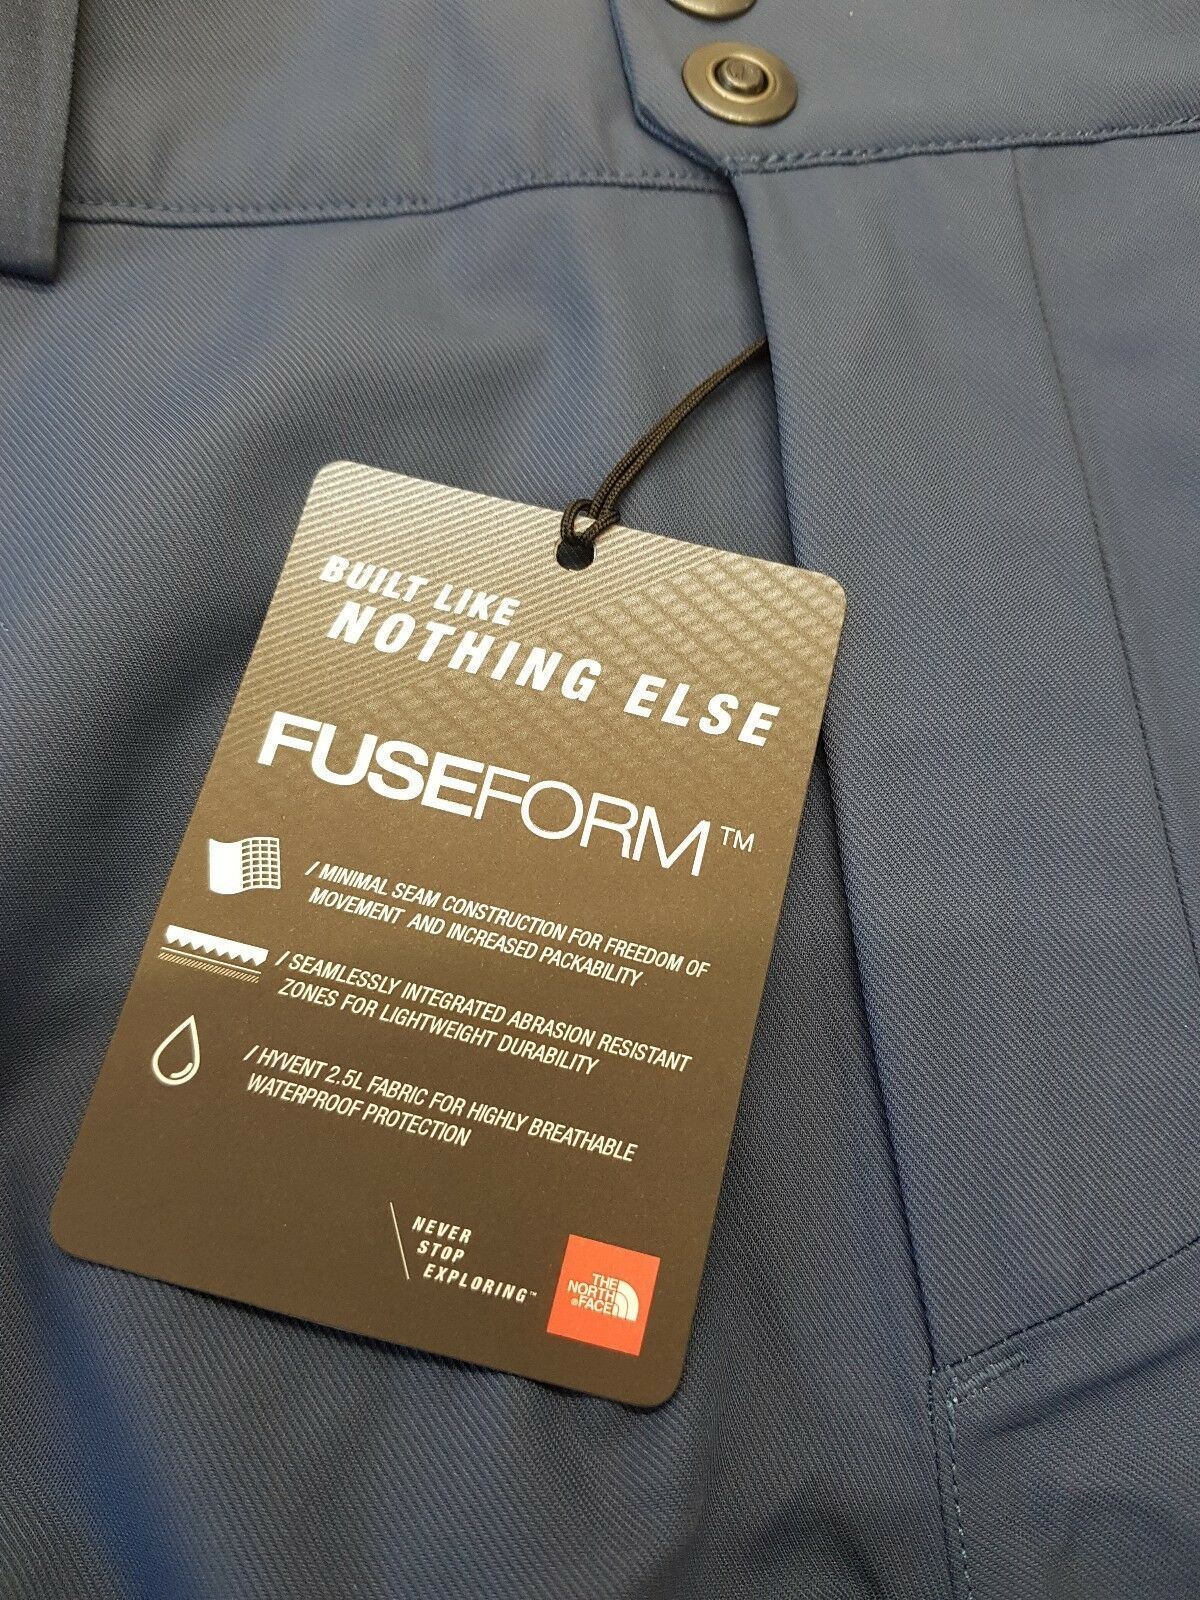 BUILT LIKE
NOTHING ELSE
FUSEFORM™
/ MINIMAL SEAM CONSTRUCTION FOR FREEDOM OF
MOVEMENT AND INCREASED PACKABILITY
/ SEAMLESSLY INTEGRATED ABRASION RESISTANT
ZONES FOR LIGHTWEIGHT DURABILITY
/ HYVENT 2.5L FABRIC FOR HIGHLY BREATHABLE
WATERPROOF PROTECTION
NEVER
STOP
EXPLORING™
THE
NORTH
®FACE